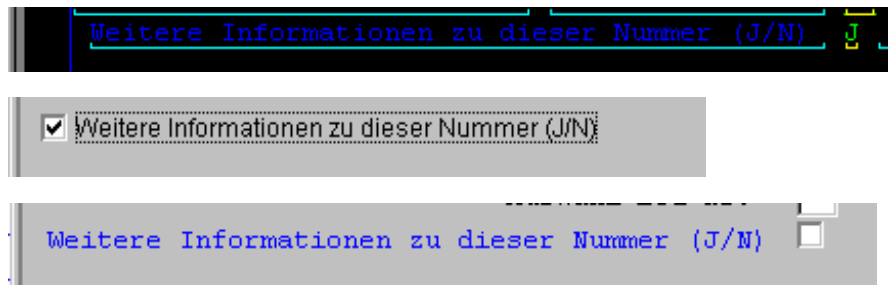 Weitere Informationen zu dieser Nummer (J/N) J
Weitere Informationen zu dieser Nummer (J/N)
Weitere Informationen zu dieser Nummer (J/N)